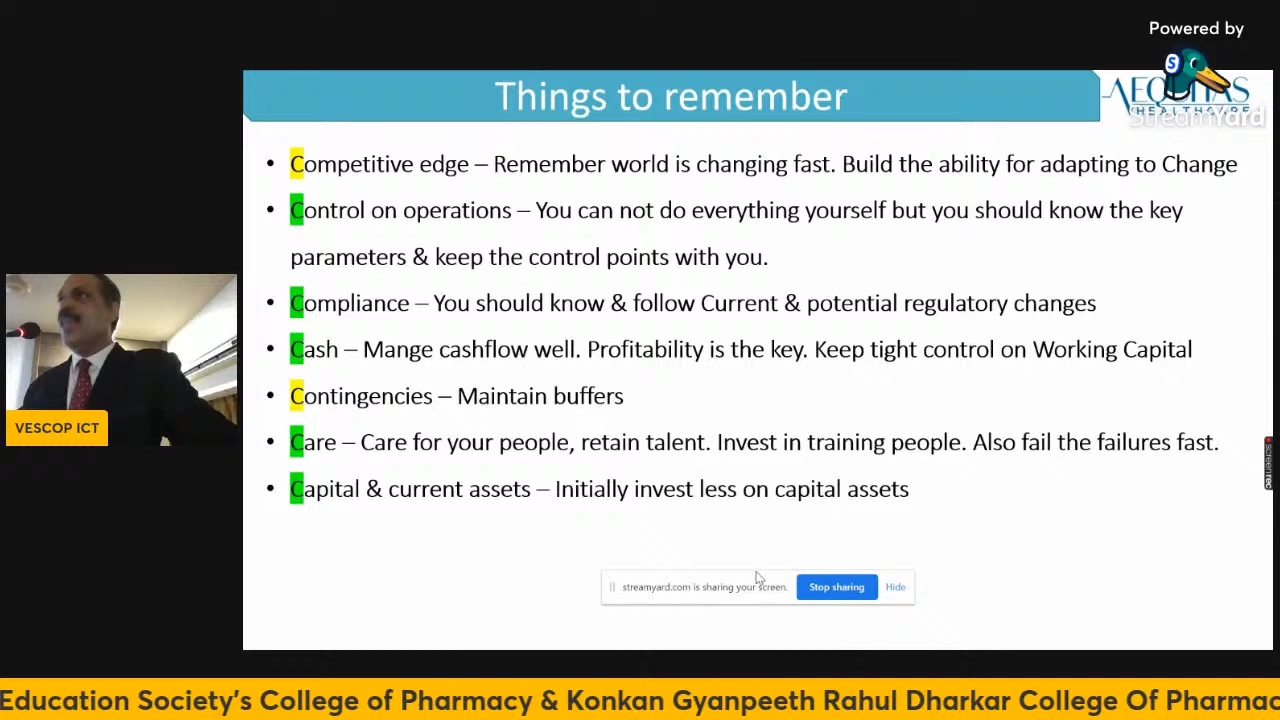 Powered by
S
StreamYard
Things to remember
AEQUITAS
HEALTHCARE
• Competitive edge – Remember world is changing fast. Build the ability for adapting to Change
• Control on operations – You can not do everything yourself but you should know the key
parameters & keep the control points with you.
• Compliance – You should know & follow Current & potential regulatory changes
• Cash – Mange cashflow well. Profitability is the key. Keep tight control on Working Capital
• Contingencies – Maintain buffers
• Care – Care for your people, retain talent. Invest in training people. Also fail the failures fast.
• Capital & current assets – Initially invest less on capital assets
VESCOP ICT
screenrec
streamyard.com is sharing your screen.
Stop sharing
Hide
Education Society's College of Pharmacy & Konkan Gyanpeeth Rahul Dharkar College Of Pharmac